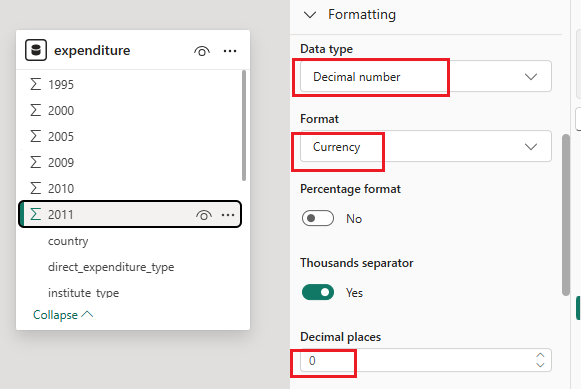 expenditure
1995
2000
2005
2009
2010
2011
country
direct_expenditure_type
institute_type
Collapse
Formatting
Data type
Decimal number
Format
Currency
Percentage format
No
Thousands separator
Yes
Decimal places
0